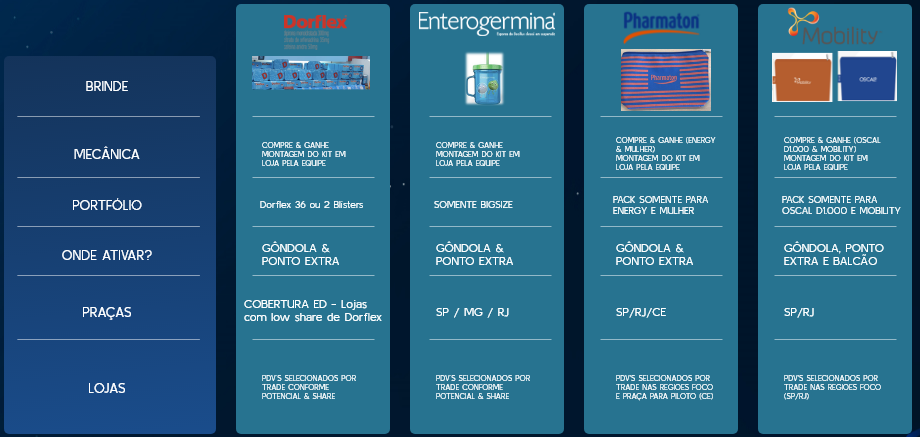 BRINDE
MECÂNICA
PORTFÓLIO
ONDE ATIVAR?
PRAÇAS
LOJAS
Dorflex
COMPRE & GANHE
MONTAGEM DO KIT EM
LOJA PELA EQUIPE
Dorflex 36 ou 2 Blisters
GÔNDOLA &
PONTO EXTRA
COBERTURA ED - Lojas
com low share de Dorflex
PDV'S SELECIONADOS POR
TRADE CONFORME
POTENCIAL & SHARE
Enterogermina
COMPRE & GANHE
MONTAGEM DO KIT EM
LOJA PELA EQUIPE
SOMENTE BIGSIZE
GÔNDOLA &
PONTO EXTRA
SP / MG / RJ
PDV'S SELECIONADOS POR
TRADE CONFORME
POTENCIAL & SHARE
Pharmaton
Pharmaton
COMPRE & GANHE (ENERGY
& MULHER)
MONTAGEM DO KIT EM
LOJA PELA EQUIPE
PACK SOMENTE PARA
ENERGY E MULHER
GÔNDOLA &
PONTO EXTRA
SP/RJ/CE
PDV'S SELECIONADOS POR
TRADE NAS REGIOES FOCO
E PRAÇA PARA PILOTO (CE)
Mobility
OSCAL
COMPRE & GANHE (OSCAL
D1.000 & MOBILITY)
MONTAGEM DO KIT EM
LOJA PELA EQUIPE
PACK SOMENTE PARA
OSCAL D1.000 E MOBILITY
GÔNDOLA, PONTO
EXTRA E BALCÃO
SP/RJ
PDV'S SELECIONADOS POR
TRADE NAS REGIOES FOCO
(SP/RJ)